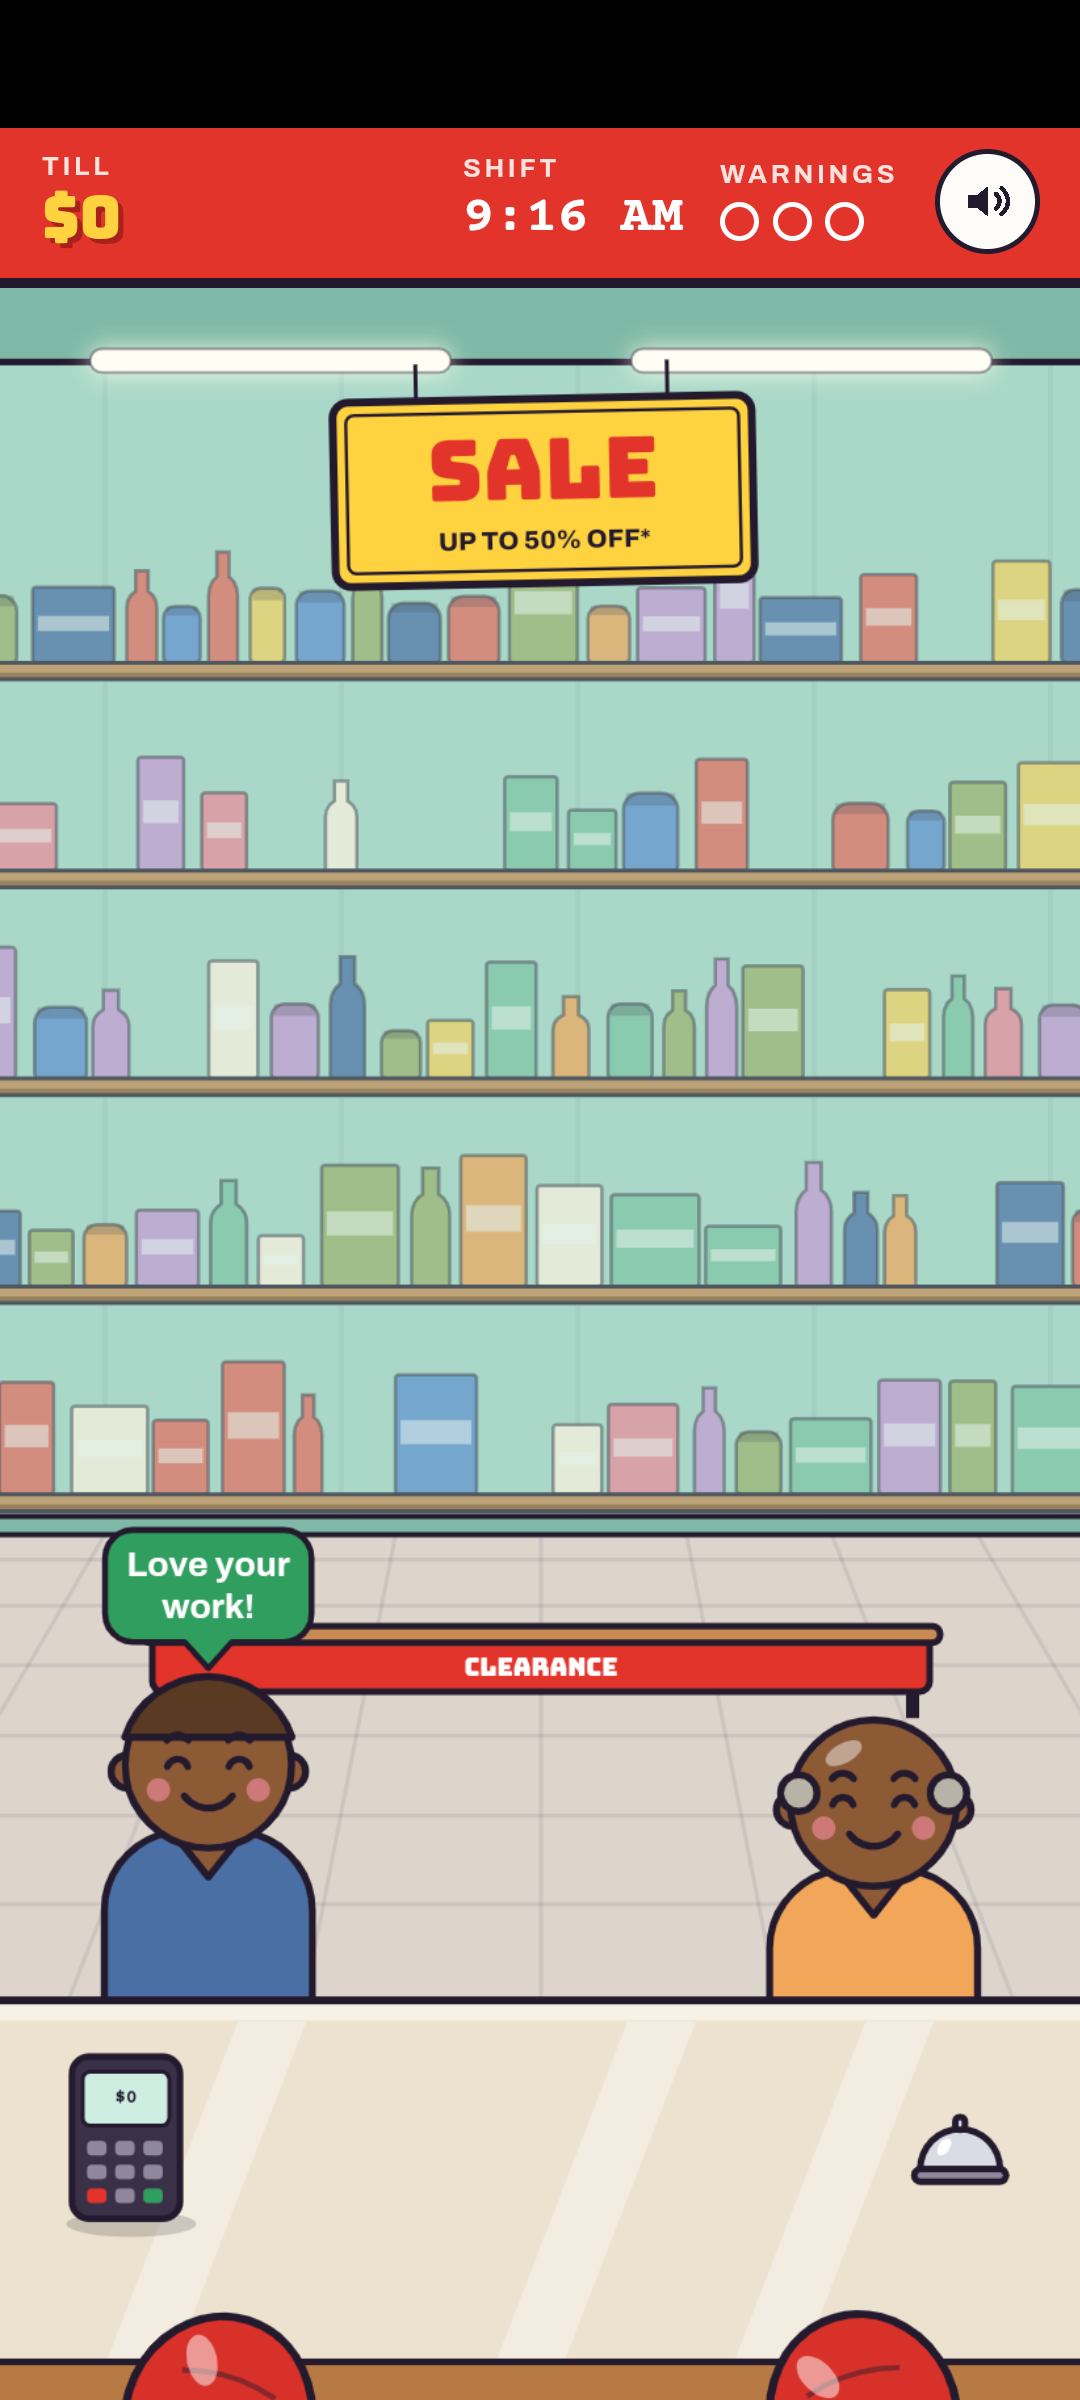 TILL
$0
SHIFT
9:16 AM
WARNINGS
SALE
UP TO 50% OFF*
Love your
work!
CLEARANCE
$0